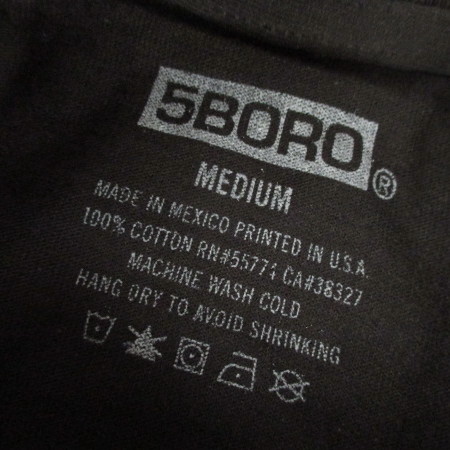 5BORO®
MEDIUM
MADE IN MEXICO PRINTED IN U.S.A.
100% COTTON RN#55771 CA#38327
MACHINE WASH COLD
HANG DRY TO AVOID SHRINKING